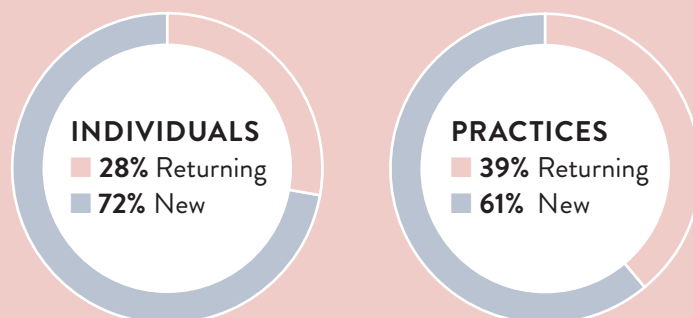 INDIVIDUALS
28% Returning
72% New
PRACTICES
39% Returning
61% New